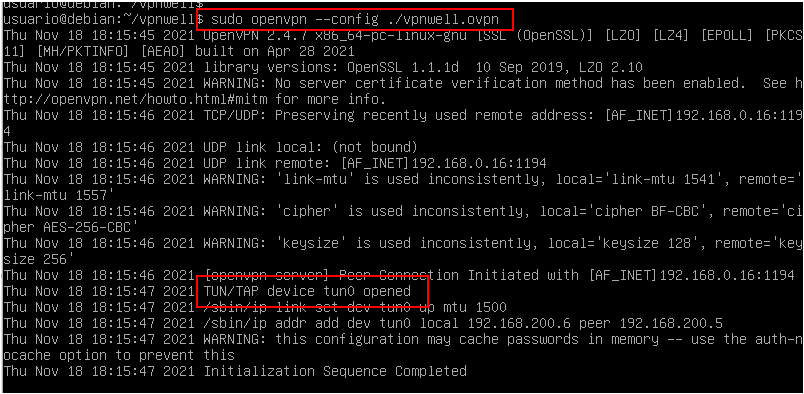 usuario@debian:~/vpnwell$
usuario@debian:~/vpnwell$ sudo openvpn --config ./vpnwell.ovpn
Thu Nov 18 18:15:45 2021 OpenVPN 2.4.7 x86_64-pc-linux-gnu [SSL (OpenSSL)] [LZO] [LZ4] [EPOLL] [PKCS
11] [MH/PKTINFO] [AEAD] built on Apr 28 2021
Thu Nov 18 18:15:45 2021 library versions: OpenSSL 1.1.1d  10 Sep 2019, LZO 2.10
Thu Nov 18 18:15:46 2021 WARNING: No server certificate verification method has been enabled.  See h
ttp://openvpn.net/howto.html#mitm for more info.
Thu Nov 18 18:15:46 2021 TCP/UDP: Preserving recently used remote address: [AF_INET]192.168.0.16:119
4
Thu Nov 18 18:15:46 2021 UDP link local: (not bound)
Thu Nov 18 18:15:46 2021 UDP link remote: [AF_INET]192.168.0.16:1194
Thu Nov 18 18:15:46 2021 WARNING: 'link-mtu' is used inconsistently, local='link-mtu 1541', remote='
link-mtu 1557'
Thu Nov 18 18:15:46 2021 WARNING: 'cipher' is used inconsistently, local='cipher BF-CBC', remote='ci
pher AES-256-CBC'
Thu Nov 18 18:15:46 2021 WARNING: 'keysize' is used inconsistently, local='keysize 128', remote='key
size 256'
Thu Nov 18 18:15:46 2021 [openvpn server] Peer Connection Initiated with [AF_INET]192.168.0.16:1194
Thu Nov 18 18:15:47 2021 TUN/TAP device tun0 opened
Thu Nov 18 18:15:47 2021 /sbin/ip link set dev tun0 up mtu 1500
Thu Nov 18 18:15:47 2021 /sbin/ip addr add dev tun0 local 192.168.200.6 peer 192.168.200.5
Thu Nov 18 18:15:47 2021 WARNING: this configuration may cache passwords in memory -- use the auth-n
ocache option to prevent this
Thu Nov 18 18:15:47 2021 Initialization Sequence Completed